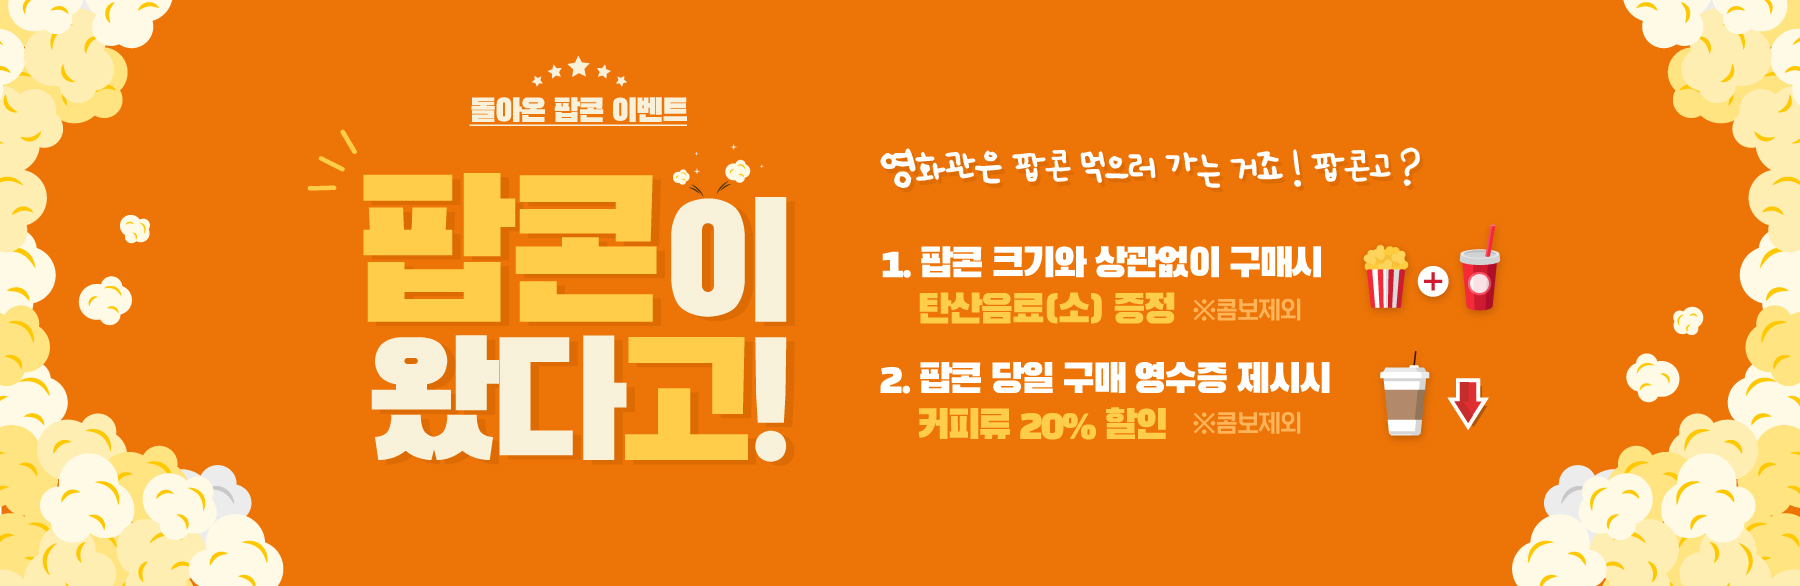 돌아온 팝콘 이벤트
팝콘이
왔다고!
영화관은 팝콘 먹으러 가는 거죠! 팝콘고?
1. 팝콘 크기와 상관없이 구매시
탄산음료(소) 증정 ※콤보제외
2. 팝콘 당일 구매 영수증 제시시
커피류 20% 할인 ※콤보제외